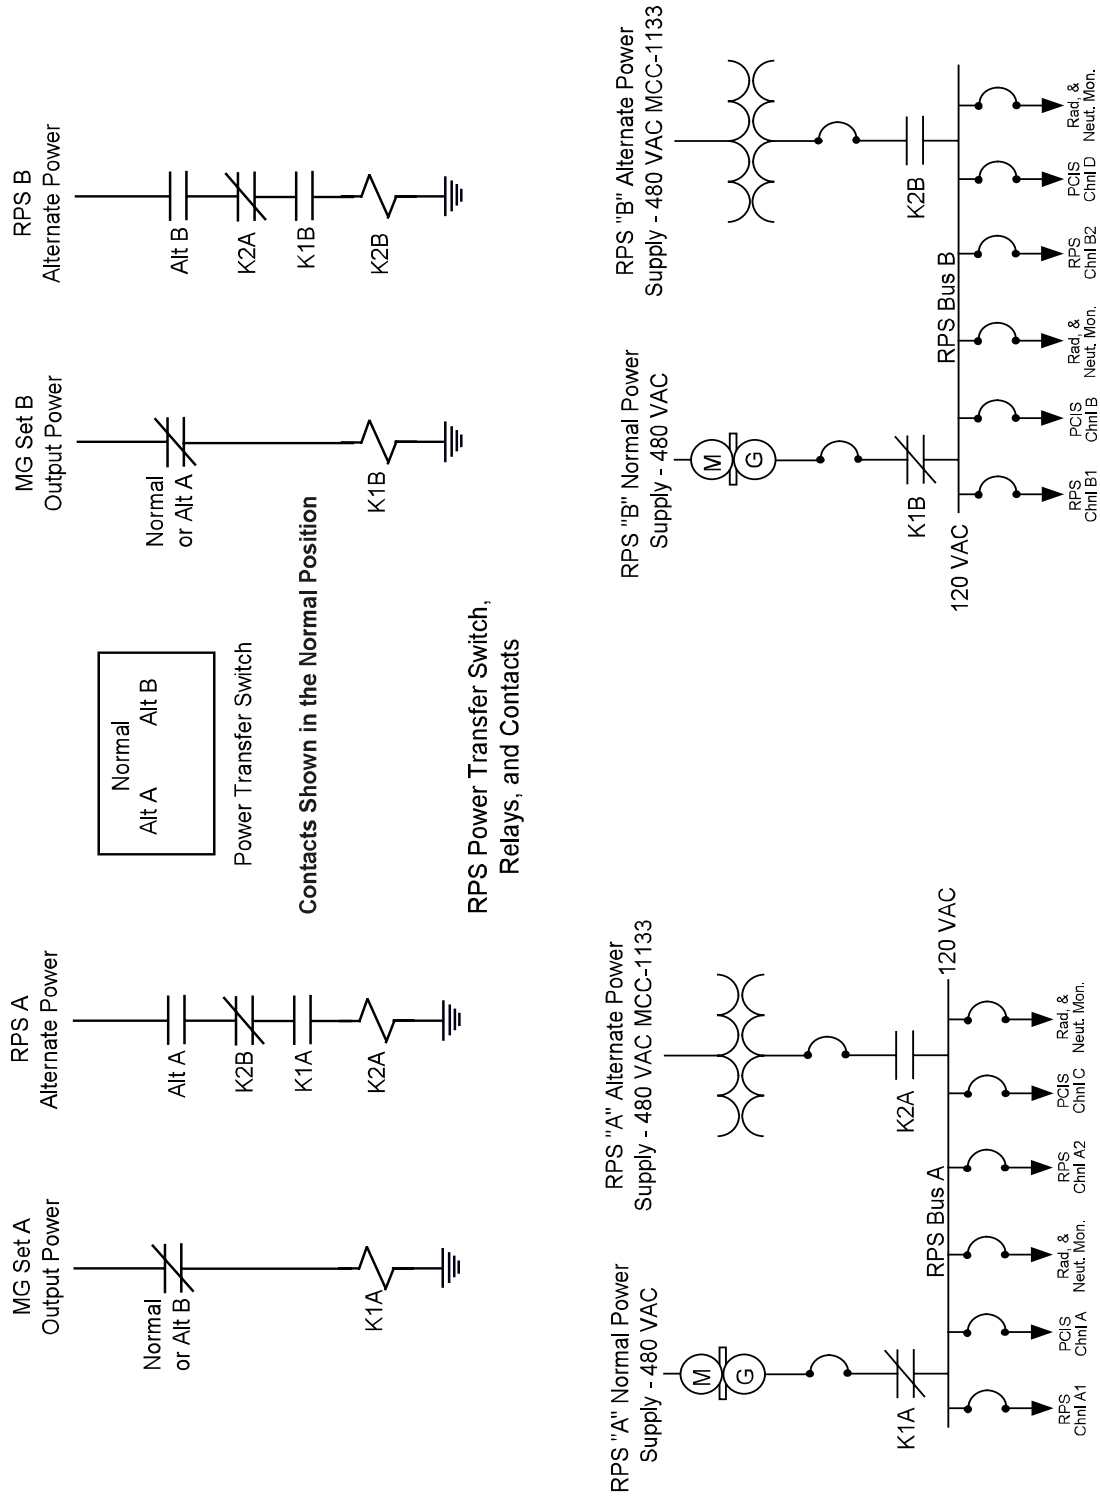 MG Set A
Output Power
Normal
or Alt B
K1A
RPS A
Alternate Power
Alt A
K2B
K1A
K2A
Normal
Alt A
Alt B
Power Transfer Switch
Contacts Shown in the Normal Position
RPS Power Transfer Switch,
Relays, and Contacts
MG Set B
Output Power
Normal
or Alt A
K1B
RPS B
Alternate Power
Alt B
K2A
K1B
K2B
RPS "A" Normal Power
Supply - 480 VAC
M
G
K1A
RPS "A" Alternate Power
Supply - 480 VAC MCC-1133
K2A
RPS Bus A
120 VAC
RPS
Chnl A1
PCIS
Chnl A
Rad, &
Neut. Mon.
RPS
Chnl A2
PCIS
Chnl C
Rad, &
Neut. Mon.
RPS "B" Normal Power
Supply - 480 VAC
M
G
K1B
RPS "B" Alternate Power
Supply - 480 VAC MCC-1133
K2B
120 VAC
RPS Bus B
RPS
Chnl B1
PCIS
Chnl B
Rad, &
Neut. Mon.
RPS
Chnl B2
PCIS
Chnl D
Rad, &
Neut. Mon.